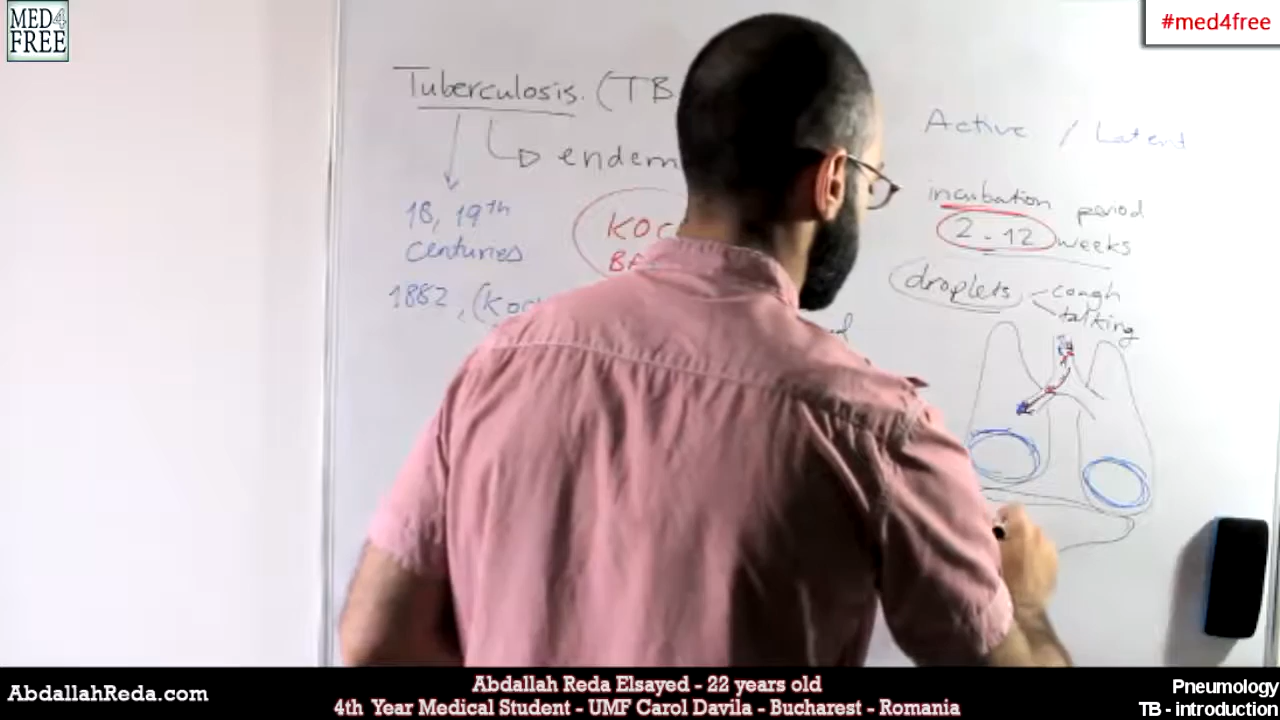 MED4
FREE
#med4free
Tuberculosis. (TB
endem
18, 19th
centuries
1882, (Koc
KOC
BA
Active / Latent
incubation period
2 - 12 weeks
droplets
cough
talking
AbdallahReda.com
Abdallah Reda Elsayed - 22 years old
4th Year Medical Student - UMF Carol Davila - Bucharest - Romania
Pneumology
TB - introduction